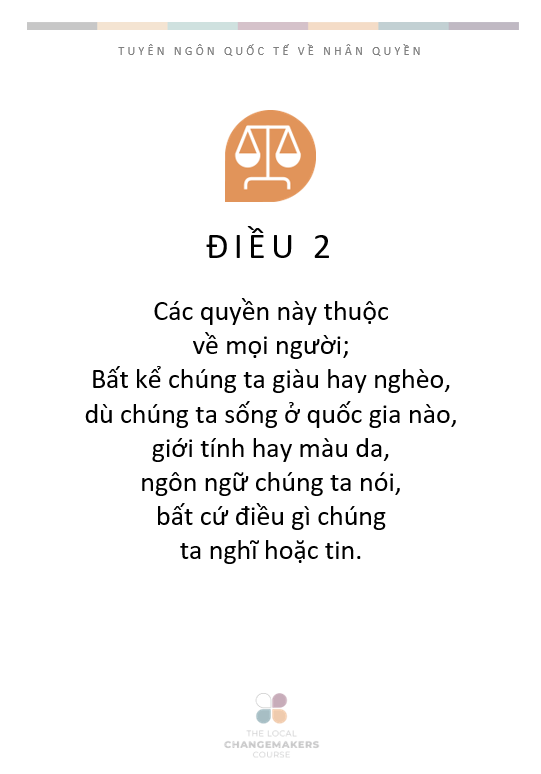 TUYÊN NGÔN QUỐC TẾ VỀ NHÂN QUYỀN
ĐIỀU 2
Các quyền này thuộc
về mọi người;
Bất kể chúng ta giàu hay nghèo,
dù chúng ta sống ở quốc gia nào,
giới tính hay màu da,
ngôn ngữ chúng ta nói,
bất cứ điều gì chúng
ta nghĩ hoặc tin.
THE LOCAL
CHANGEMAKERS
COURSE